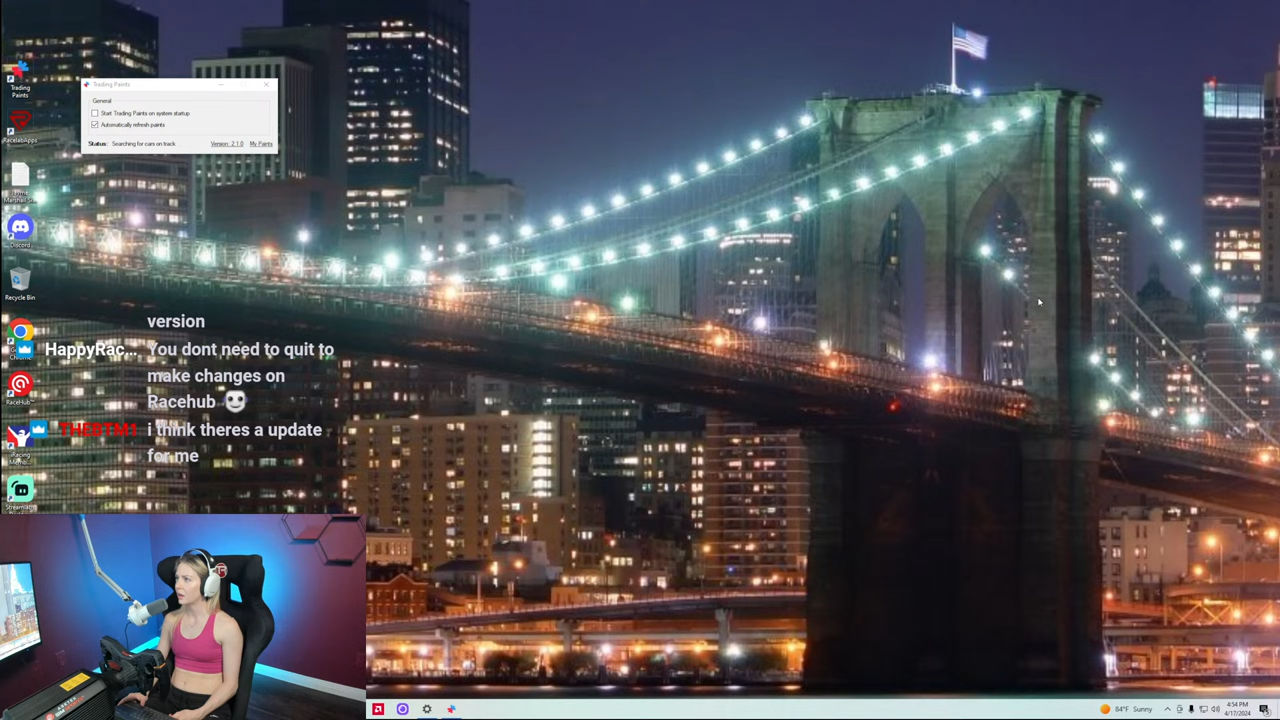 Trading Paints
General
Start Trading Paints on system startup
Automatically refresh paints
Status: Searching for cars on track
Version: 2.1.0 My Paints
Trading
Paints
RacelabApps
Discord
Recycle Bin
RaceHub
version
HappyRac... You dont need to quit to
make changes on
Racehub
THEBTM1 i think theres a update
for me
84°F Sunny
4:54 PM
4/17/2024